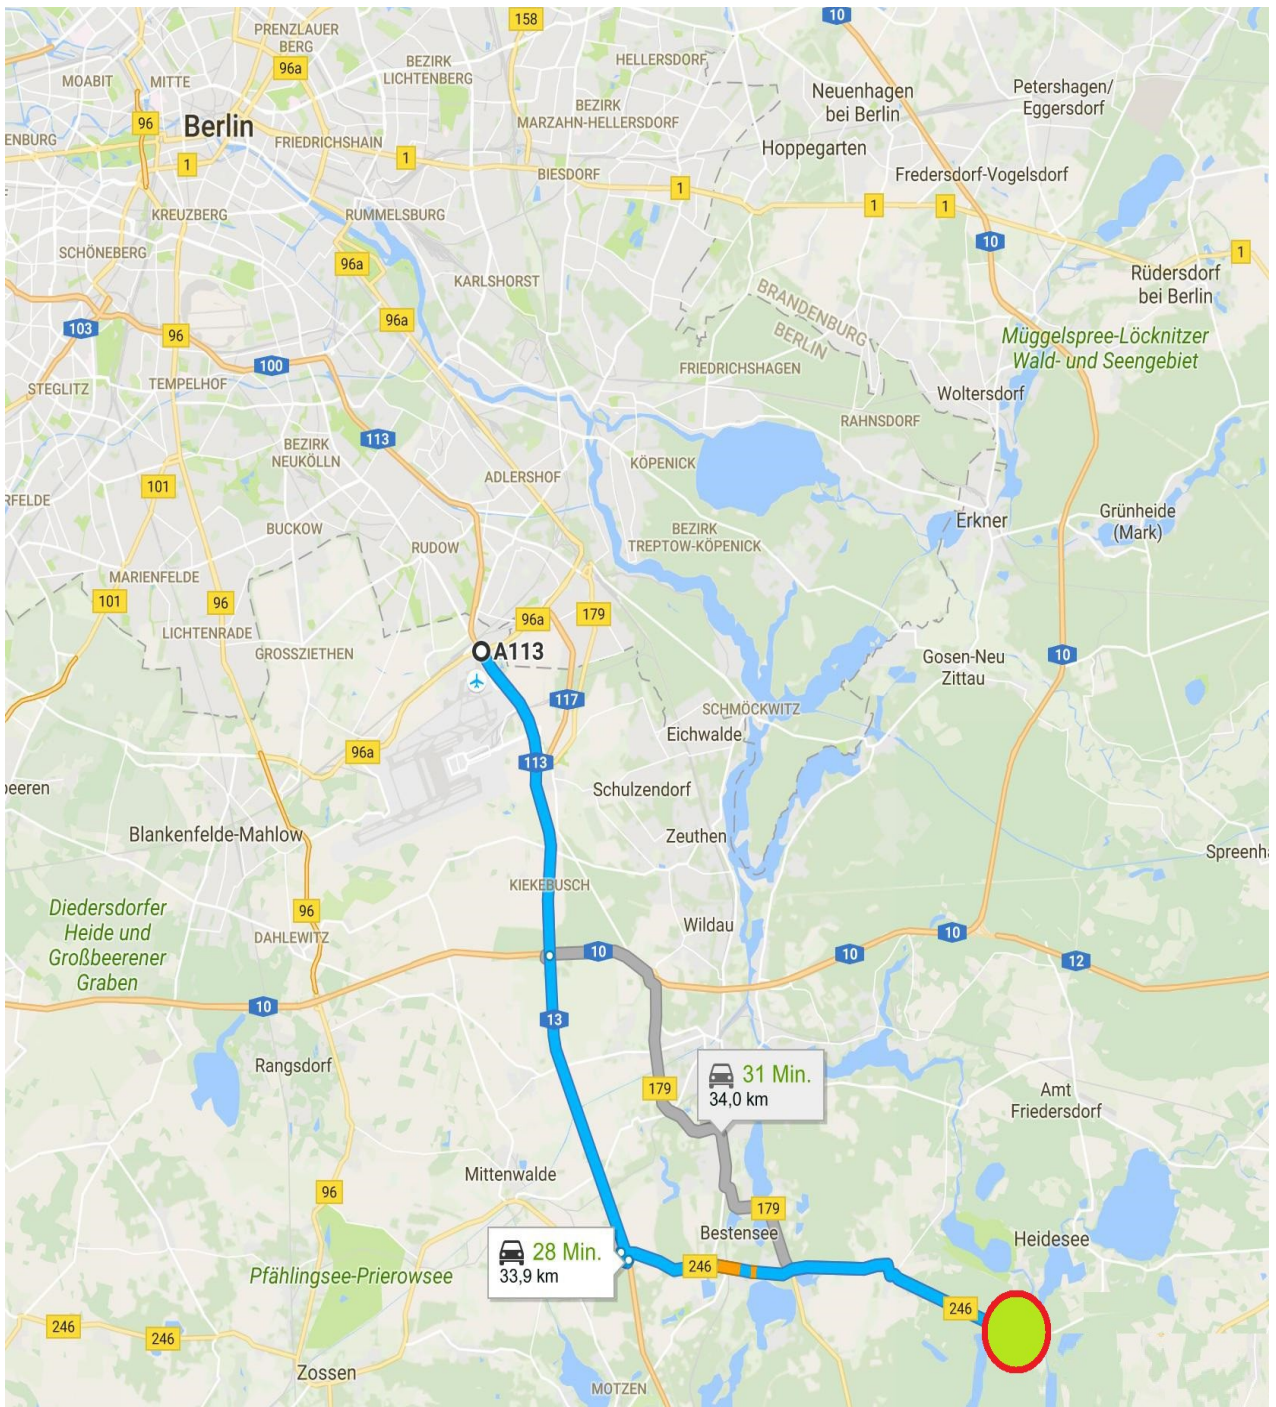 158
10
PRENZLAUER
BERG
96a
MOABIT
MITTE
BEZIRK
LICHTENBERG
HELLERSDORF
Neuenhagen
bei Berlin
Petershagen/
Eggersdorf
BEZIRK
MARZAHN-HELLERSDORF
96
Berlin
ENBURG
FRIEDRICHSHAIN
1
1
Hoppegarten
BIESDORF
1
Fredersdorf-Vogelsdorf
1
1
KREUZBERG
RUMMELSBURG
10
SCHÖNEBERG
96a
1
KARLSHORST
Rüdersdorf
bei Berlin
BRANDENBURG
BERLIN
103
96
96a
Müggelspree-Löcknitzer
Wald- und Seengebiet
100
FRIEDRICHSHAGEN
STEGLITZ
TEMPELHOF
Woltersdorf
RAHNSDORF
113
BEZIRK
NEUKÖLLN
KÖPENICK
ADLERSHOF
101
RFELDE
Grünheide
(Mark)
Erkner
BUCKOW
BEZIRK
TREPTOW-KÖPENICK
RUDOW
MARIENFELDE
101
96
179
96a
LICHTENRADE
GROSSZIETHEN
A113
Gosen-Neu
Zittau
10
117
SCHMÖCKWITZ
Eichwalde
96a
113
beeren
Schulzendorf
Blankenfelde-Mahlow
Zeuthen
Spreenh
KIEKEBUSCH
96
Diedersdorfer
Heide und
Großbeerener
Graben
Wildau
DAHLEWITZ
10
10
10
12
10
13
Rangsdorf
31 Min.
34,0 km
179
Amt
Friedersdorf
Mittenwalde
96
179
Bestensee
Heidesee
28 Min.
33,9 km
246
Pfählingsee-Prierowsee
246
246
246
Zossen
MOTZEN